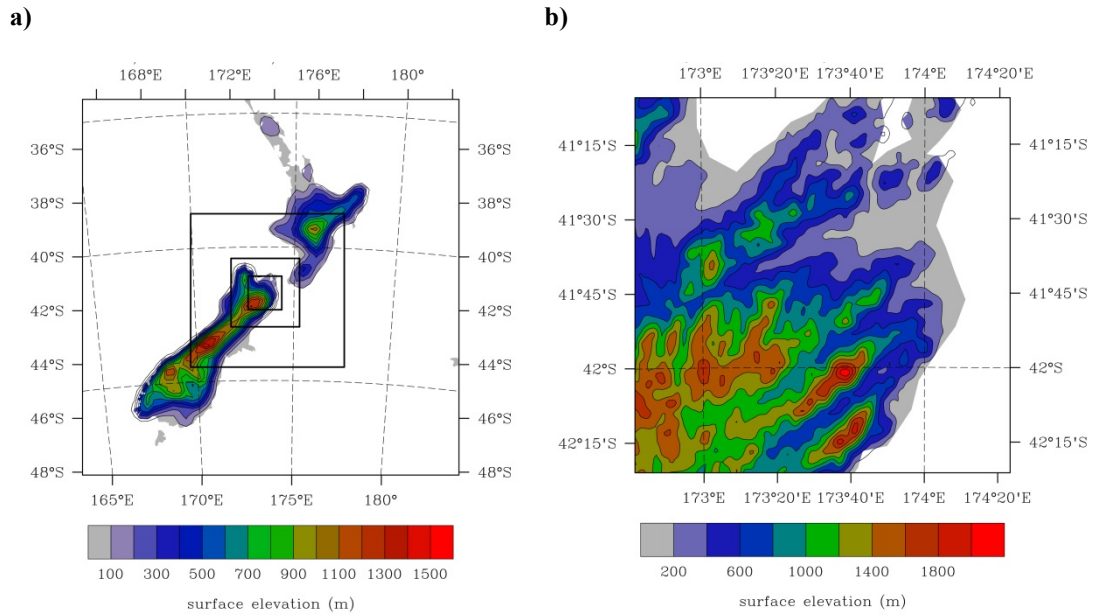 a)
b)
168°E 172°E 176°E 180°
173°E 173°20'E 173°40'E 174°E 174°20'E
36°S
38°S
40°S
42°S
44°S
46°S
48°S
36°S
38°S
40°S
42°S
44°S
46°S
48°S
165°E 170°E 175°E 180°
100 300 500 700 900 1100 1300 1500
surface elevation (m)
41°15'S
41°30'S
41°45'S
42°S
42°15'S
41°15'S
41°30'S
41°45'S
42°S
42°15'S
173°E 173°20'E 173°40'E 174°E 174°20'E
200 600 1000 1400 1800
surface elevation (m)